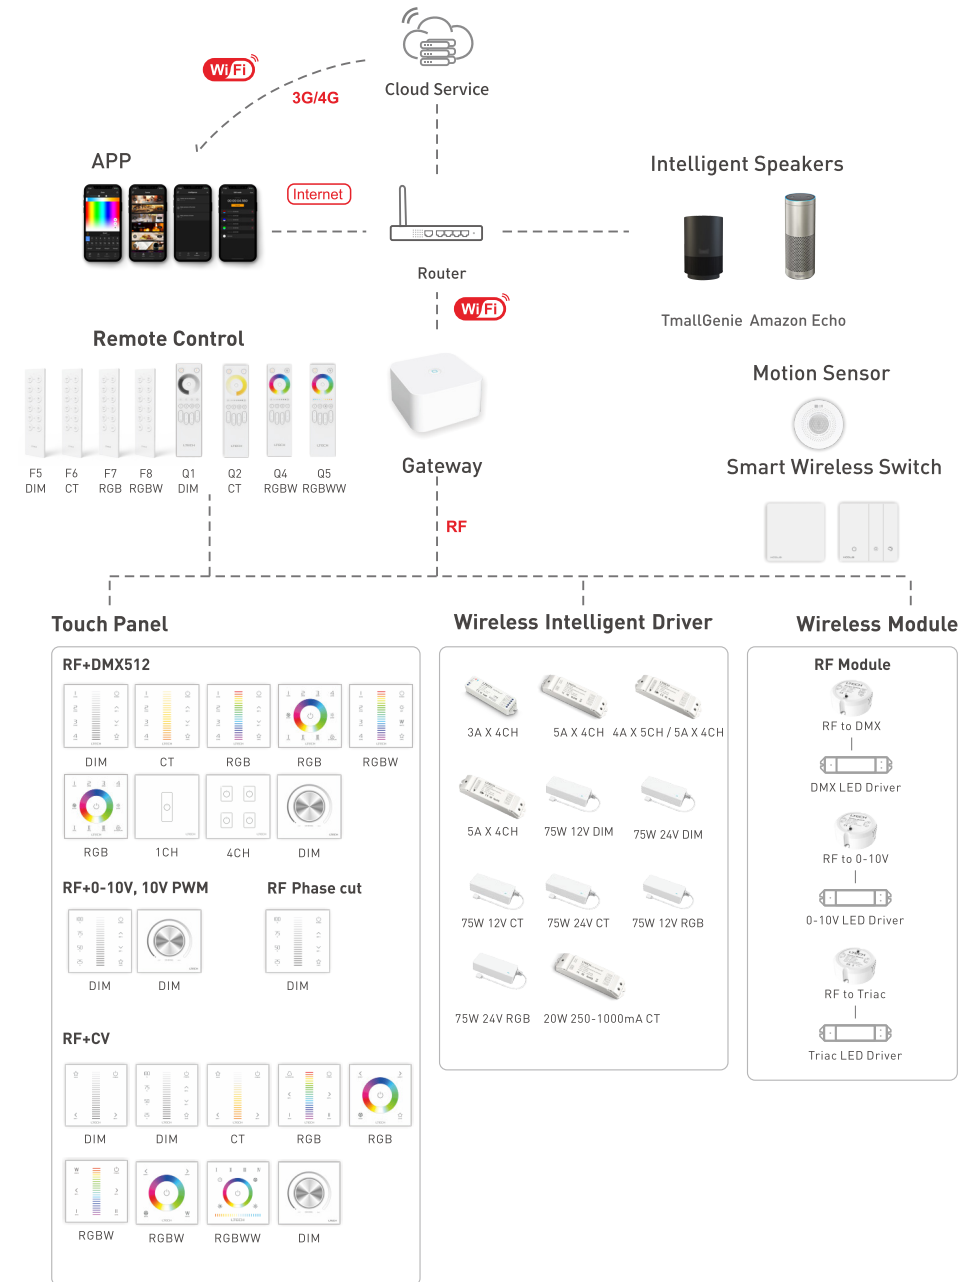 Cloud Service
WiFi
3G/4G
APP
Internet
Router
Intelligent Speakers
TmallGenie Amazon Echo
WiFi
Remote Control
F5 F6 F7 F8 Q1 Q2 Q4 Q5
DIM CT RGB RGBW DIM CT RGBW RGBWW
Gateway
Motion Sensor
Smart Wireless Switch
RF
Touch Panel
RF+DMX512
DIM CT RGB RGB RGBW
RGB 1CH 4CH DIM
RF+0-10V, 10V PWM RF Phase cut
DIM DIM DIM
RF+CV
DIM DIM CT RGB RGB
RGBW RGBW RGBWW DIM
Wireless Intelligent Driver
3A X 4CH 5A X 4CH 4A X 5CH / 5A X 4CH
5A X 4CH 75W 12V DIM 75W 24V DIM
75W 12V CT 75W 24V CT 75W 12V RGB
75W 24V RGB 20W 250-1000mA CT
Wireless Module
RF Module
RF to DMX
DMX LED Driver
RF to 0-10V
0-10V LED Driver
RF to Triac
Triac LED Driver